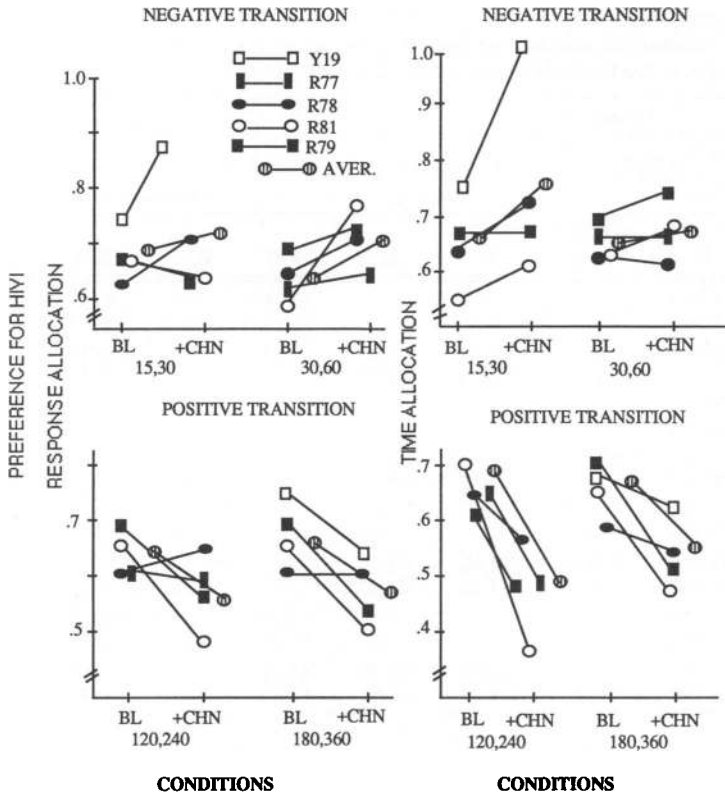 NEGATIVE TRANSITION
NEGATIVE TRANSITION
Y19
R77
R78
R81
R79
AVER.
1.0
.8
.6
BL
+CHN
BL
+CHN
15,30
30,60
1.0
.9
.8
.7
.6
BL
+CHN
BL
+CHN
15,30
30,60
PREFERENCE FOR HIVI
RESPONSE ALLOCATION
TIME ALLOCATION
POSITIVE TRANSITION
POSITIVE TRANSITION
.7
.5
BL
+CHN
BL
+CHN
120,240
180,360
.7
.6
.5
.4
BL
+CHN
BL
+CHN
120,240
180,360
CONDITIONS
CONDITIONS